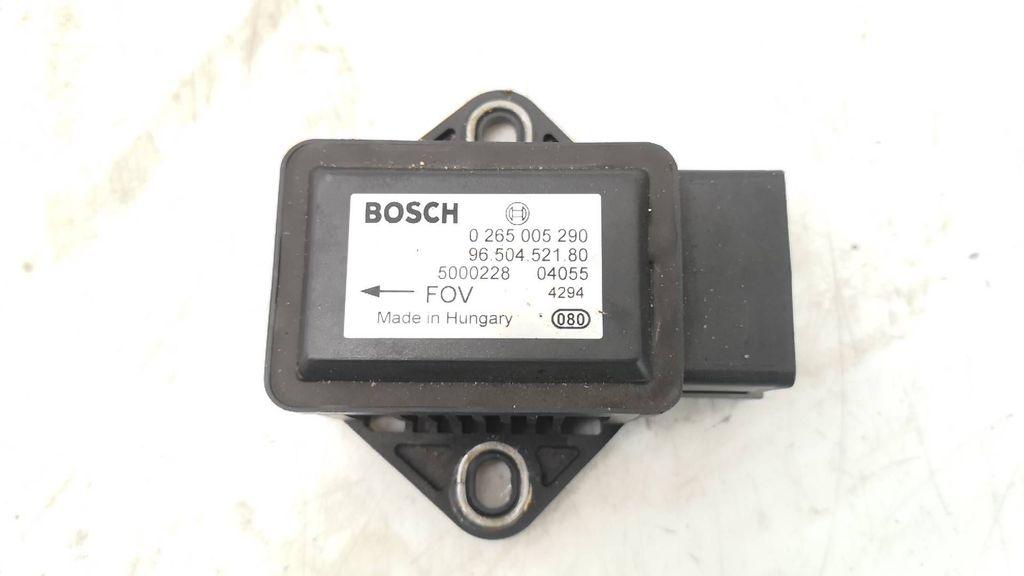 BOSCH
0 265 005 290
96.504.521.80
5000228 04055
FOV 4294
Made in Hungary 080